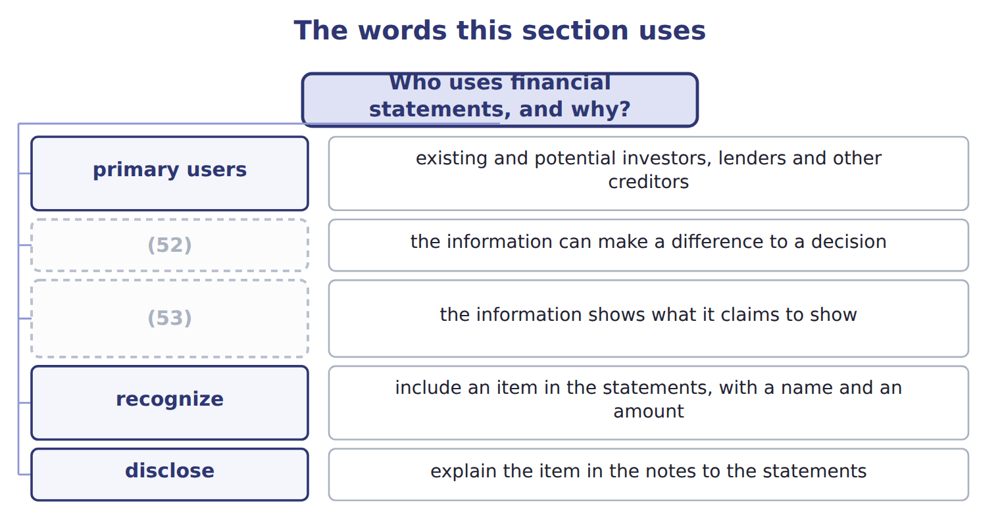 The words this section uses
Who uses financial
statements, and why?
primary users
existing and potential investors, lenders and other
creditors
(52)
the information can make a difference to a decision
(53)
the information shows what it claims to show
recognize
include an item in the statements, with a name and an
amount
disclose
explain the item in the notes to the statements